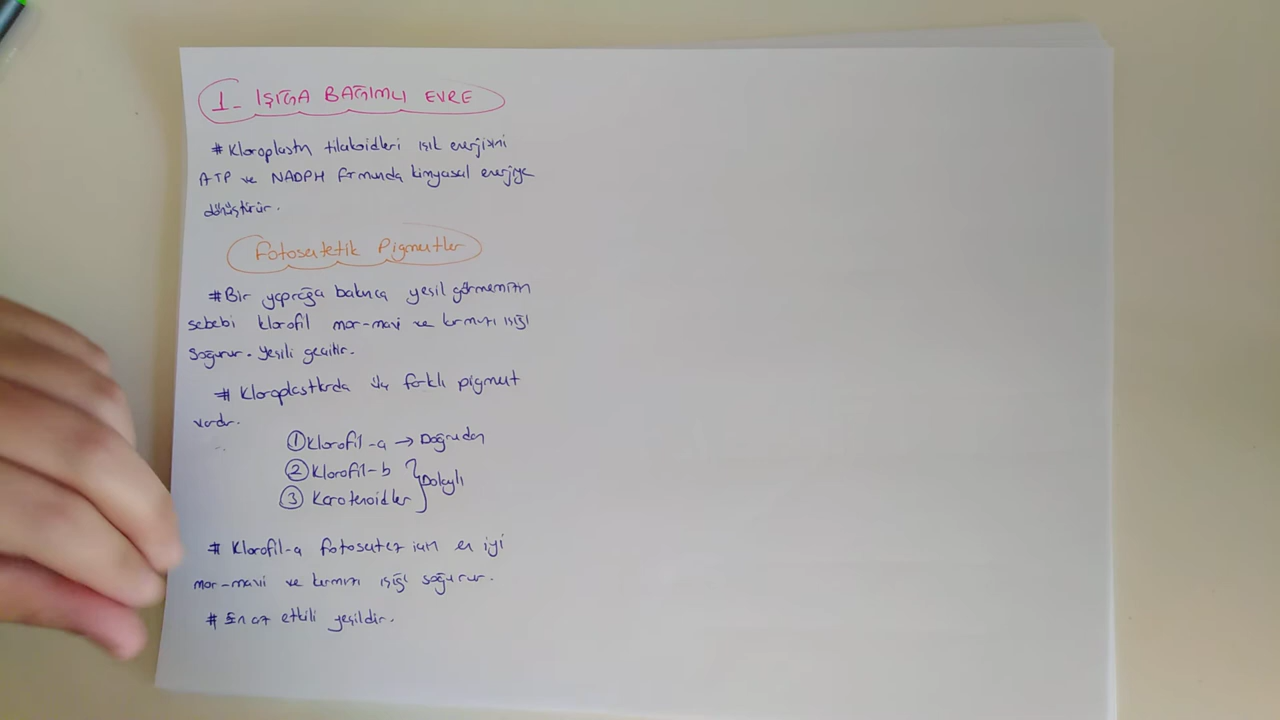 1- IŞIĞA BAĞIMLI EVRE
# Kloroplastın tilakoidleri ışık enerjisini
ATP ve NADPH formunda kimyasal enerjiye
dönüştürür.
Fotosentetik Pigmentler
# Bir yaprağa bakınca yeşil görmemizin
sebebi klorofil mor-mavi ve kırmızı ışığı
soğurur. Yeşili geçirir.
# Kloroplastlarda üç farklı pigment
vardır.
① Klorofil-a → Doğrudan
② Klorofil-b } Dolaylı
③ Karotenoidler
# Klorofil-a fotosentez için en iyi
mor-mavi ve kırmızı ışığı soğurur.
# En az etkili yeşildir.